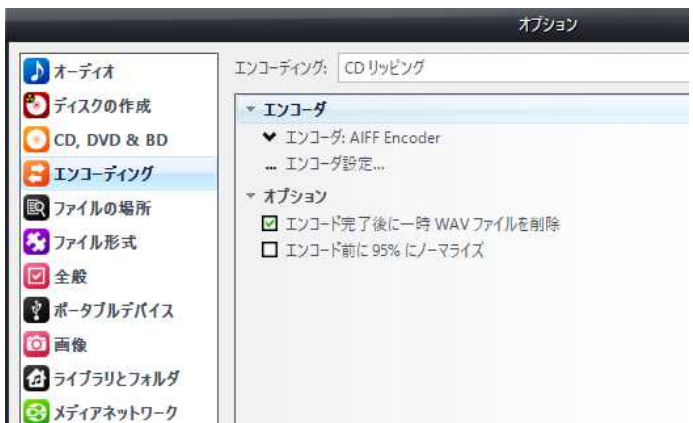 オプション
オーディオ
ディスクの作成
CD, DVD & BD
エンコーディング
ファイルの場所
ファイル形式
全般
ポータブルデバイス
画像
ライブラリとフォルダ
メディアネットワーク
エンコーディング: CD リッピング
エンコーダ
エンコーダ: AIFF Encoder
... エンコーダ設定...
オプション
エンコード完了後に一時 WAV ファイルを削除
エンコード前に 95% にノーマライズ